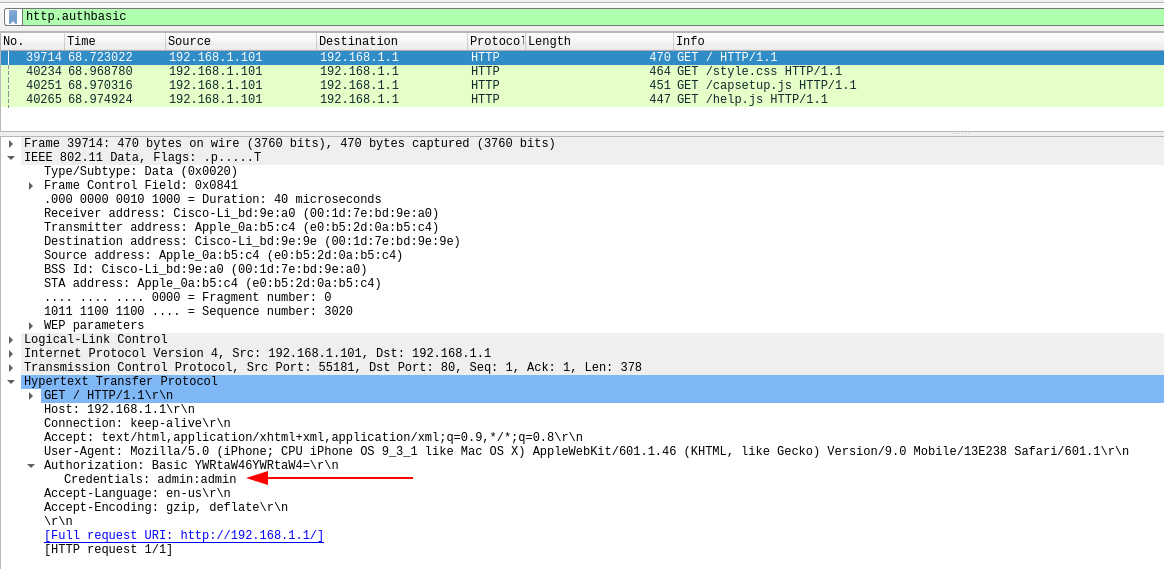 http.authbasic
No. Time Source Destination Protocol Length Info
39714 68.723022 192.168.1.101 192.168.1.1 HTTP 470 GET / HTTP/1.1
40234 68.968780 192.168.1.101 192.168.1.1 HTTP 464 GET /style.css HTTP/1.1
40251 68.970316 192.168.1.101 192.168.1.1 HTTP 451 GET /capsetup.js HTTP/1.1
40265 68.974924 192.168.1.101 192.168.1.1 HTTP 447 GET /help.js HTTP/1.1
Frame 39714: 470 bytes on wire (3760 bits), 470 bytes captured (3760 bits)
IEEE 802.11 Data, Flags: .p.....T
Type/Subtype: Data (0x0020)
Frame Control Field: 0x0841
.000 0000 0010 1000 = Duration: 40 microseconds
Receiver address: Cisco-Li_bd:9e:a0 (00:1d:7e:bd:9e:a0)
Transmitter address: Apple_0a:b5:c4 (e0:b5:2d:0a:b5:c4)
Destination address: Cisco-Li_bd:9e:9e (00:1d:7e:bd:9e:9e)
Source address: Apple_0a:b5:c4 (e0:b5:2d:0a:b5:c4)
BSS Id: Cisco-Li_bd:9e:a0 (00:1d:7e:bd:9e:a0)
STA address: Apple_0a:b5:c4 (e0:b5:2d:0a:b5:c4)
.... .... .... 0000 = Fragment number: 0
1011 1100 1100 .... = Sequence number: 3020
WEP parameters
Logical-Link Control
Internet Protocol Version 4, Src: 192.168.1.101, Dst: 192.168.1.1
Transmission Control Protocol, Src Port: 55181, Dst Port: 80, Seq: 1, Ack: 1, Len: 378
Hypertext Transfer Protocol
GET / HTTP/1.1\r\n
Host: 192.168.1.1\r\n
Connection: keep-alive\r\n
Accept: text/html,application/xhtml+xml,application/xml;q=0.9,*/*;q=0.8\r\n
User-Agent: Mozilla/5.0 (iPhone; CPU iPhone OS 9_3_1 like Mac OS X) AppleWebKit/601.1.46 (KHTML, like Gecko) Version/9.0 Mobile/13E238 Safari/601.1\r\n
Authorization: Basic YWRtaW46YWRtaW4=\r\n
Credentials: admin:admin
Accept-Language: en-us\r\n
Accept-Encoding: gzip, deflate\r\n
\r\n
[Full request URI: http://192.168.1.1/]
[HTTP request 1/1]